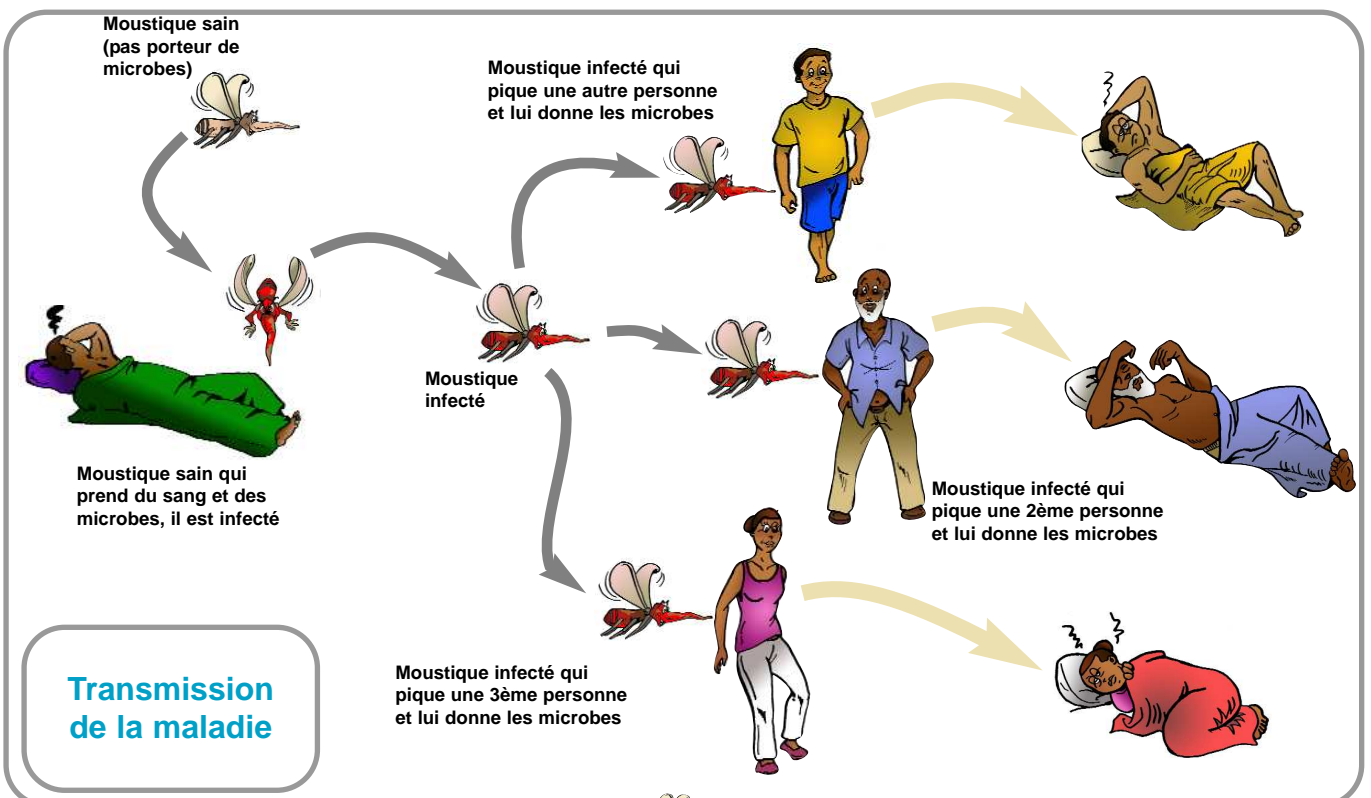 Moustique sain
(pas porteur de
microbes)
Moustique infecté qui
pique une autre personne
et lui donne les microbes
Moustique
infecté
Moustique sain qui
prend du sang et des
microbes, il est infecté
Moustique infecté qui
pique une 2ème personne
et lui donne les microbes
Moustique infecté qui
pique une 3ème personne
et lui donne les microbes
Transmission
de la maladie